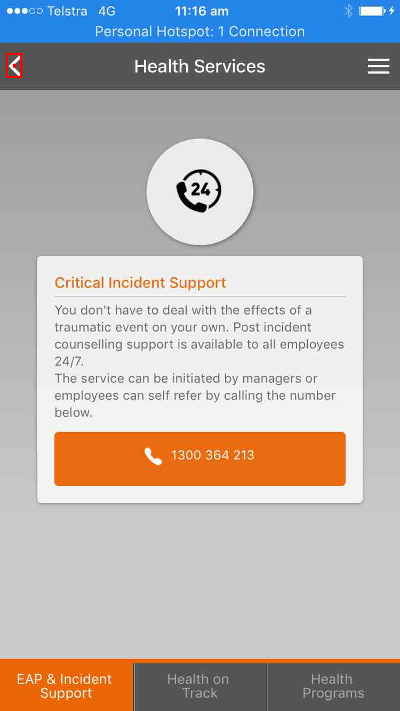 Telstra 4G 11:16 am
Personal Hotspot: 1 Connection
Health Services
24
Critical Incident Support
You don't have to deal with the effects of a
traumatic event on your own. Post incident
counselling support is available to all employees
24/7.
The service can be initiated by managers or
employees can self refer by calling the number
below.
1300 364 213
EAP & Incident
Support
Health on
Track
Health
Programs